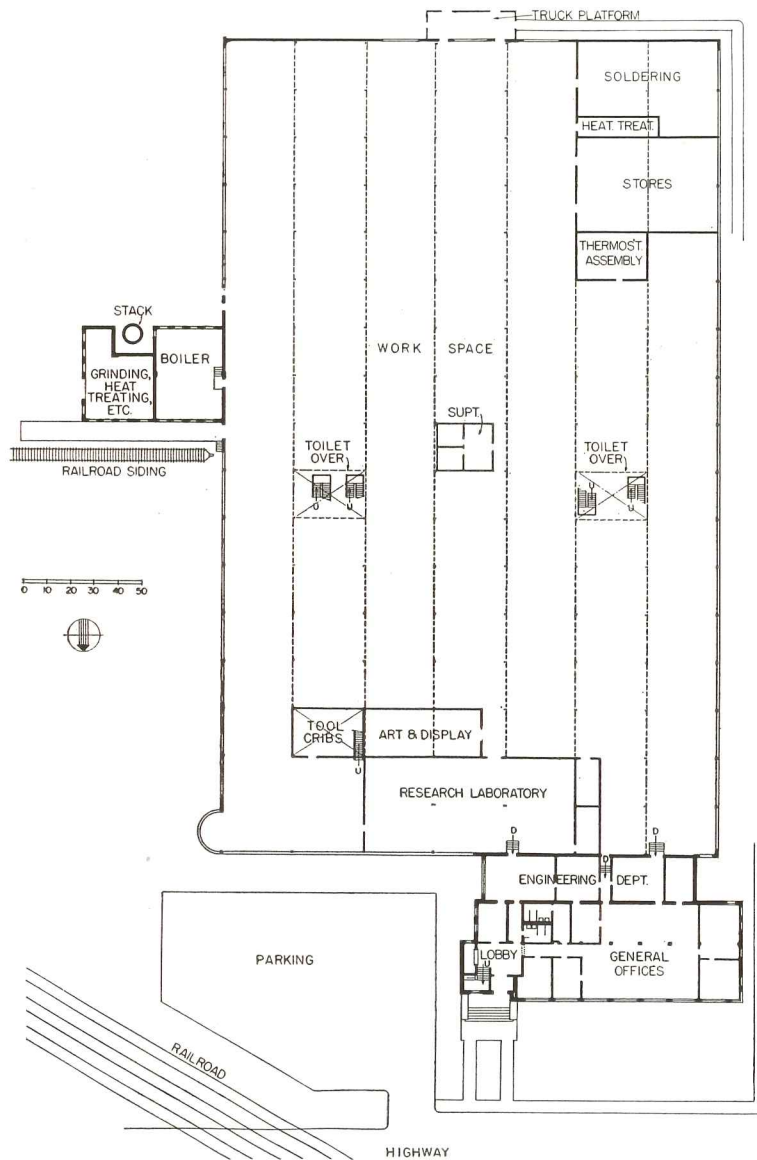 TRUCK PLATFORM
SOLDERING
HEAT. TREAT.
STORES
THERMOST.
ASSEMBLY
STACK
BOILER
GRINDING,
HEAT
TREATING,
ETC.
WORK SPACE
SUPT.
RAILROAD SIDING
TOILET
OVER
TOILET
OVER
U
U
U
U
0 10 20 30 40 50
TOOL
CRIBS
U
ART & DISPLAY
RESEARCH LABORATORY
D
D
D
ENGINEERING DEPT.
PARKING
LOBBY
U
GENERAL
OFFICES
RAILROAD
HIGHWAY